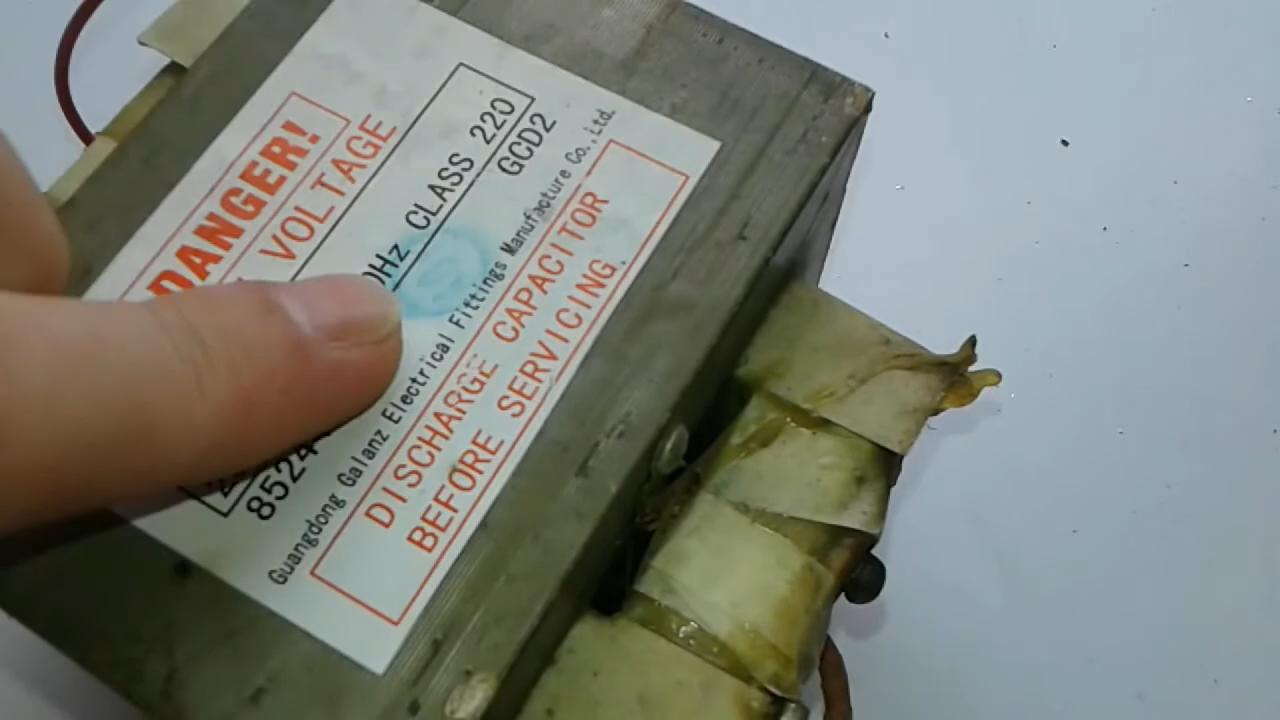 DANGER!
VOLTAGE
0Hz CLASS 220
8524 GCD2
Guangdong Galanz Electrical Fittings Manufacture Co.,Ltd.
DISCHARGE CAPACITOR
BEFORE SERVICING.